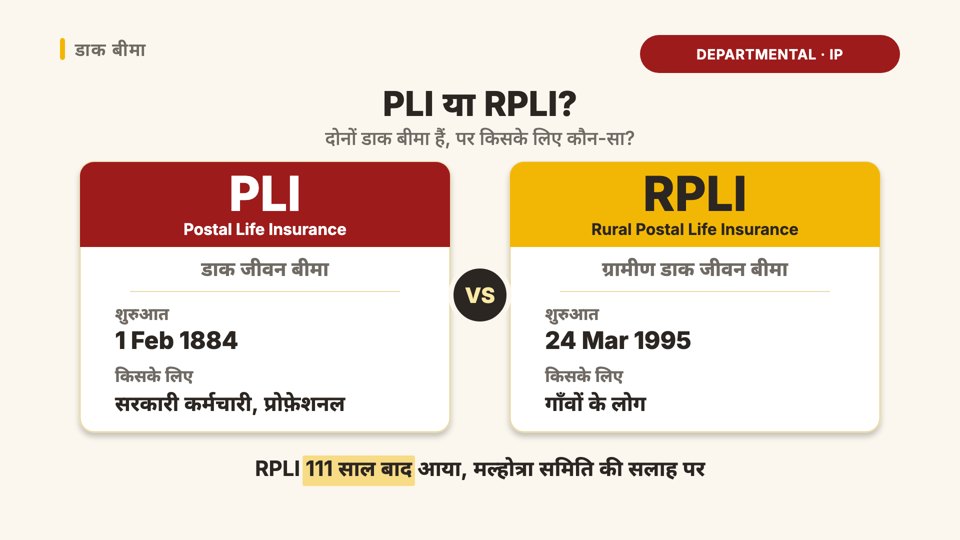 डाक बीमा
DEPARTMENTAL · IP
PLI या RPLI?
दोनों डाक बीमा हैं, पर किसके लिए कौन-सा?
PLI
Postal Life Insurance
डाक जीवन बीमा
शुरुआत
1 Feb 1884
किसके लिए
सरकारी कर्मचारी, प्रोफ़ेशनल
VS
RPLI
Rural Postal Life Insurance
ग्रामीण डाक जीवन बीमा
शुरुआत
24 Mar 1995
किसके लिए
गाँवों के लोग
RPLI 111 साल बाद आया, मल्होत्रा समिति की सलाह पर